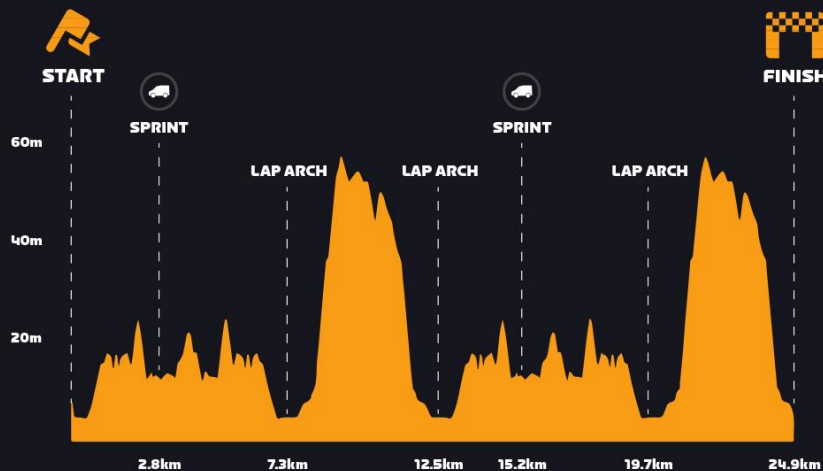 START
FINISH
SPRINT
SPRINT
60m
LAP ARCH
LAP ARCH
LAP ARCH
40m
20m
2.8km
7.3km
12.5km
15.2km
19.7km
24.9km